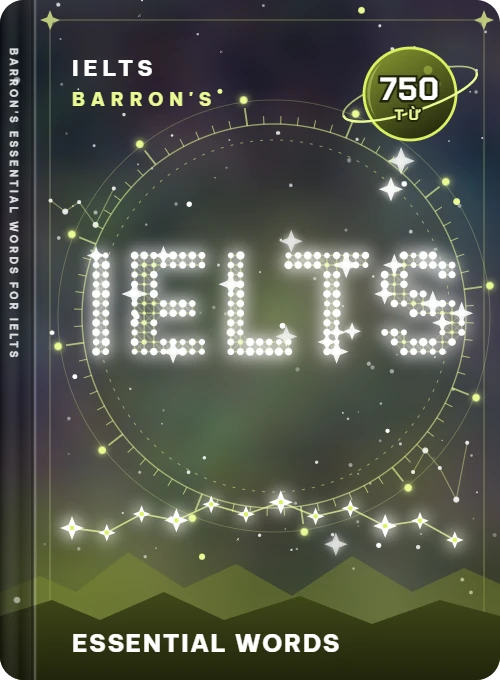 BARRON'S ESSENTIAL WORDS FOR IELTS
IELTS
BARRON'S
750
TỪ
IELTS
ESSENTIAL WORDS